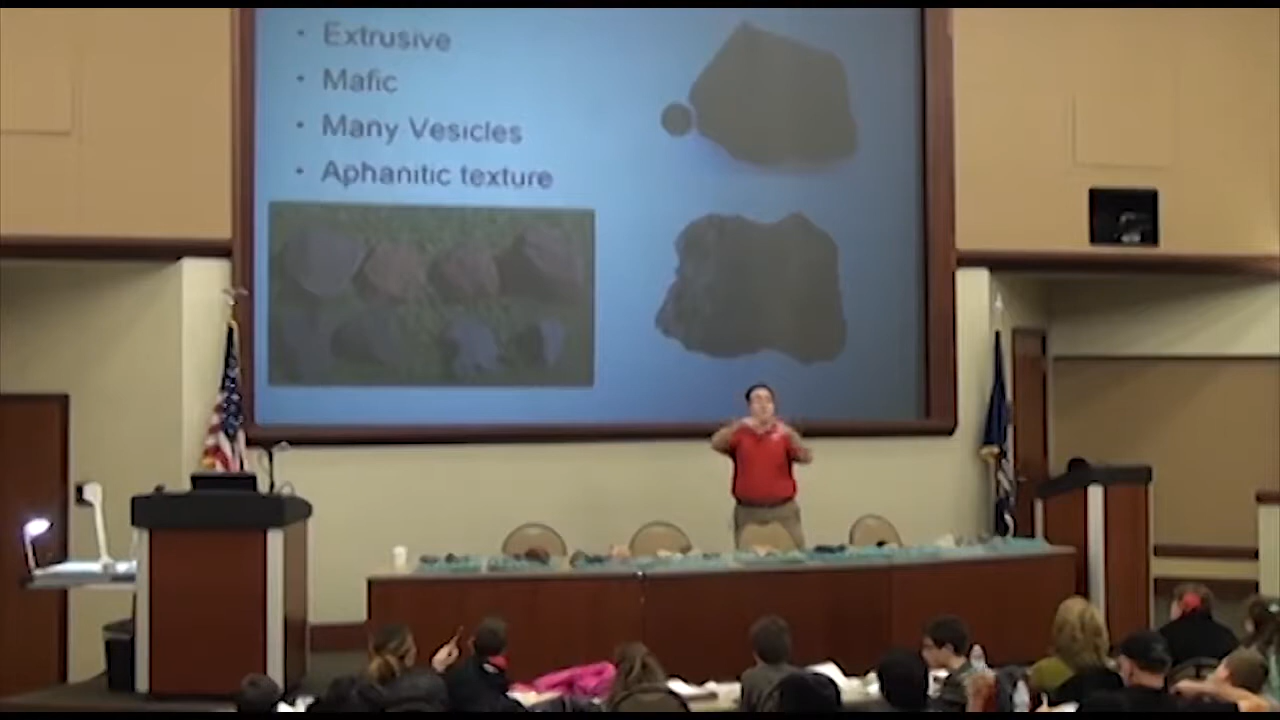 • Extrusive
• Mafic
• Many Vesicles
• Aphanitic texture